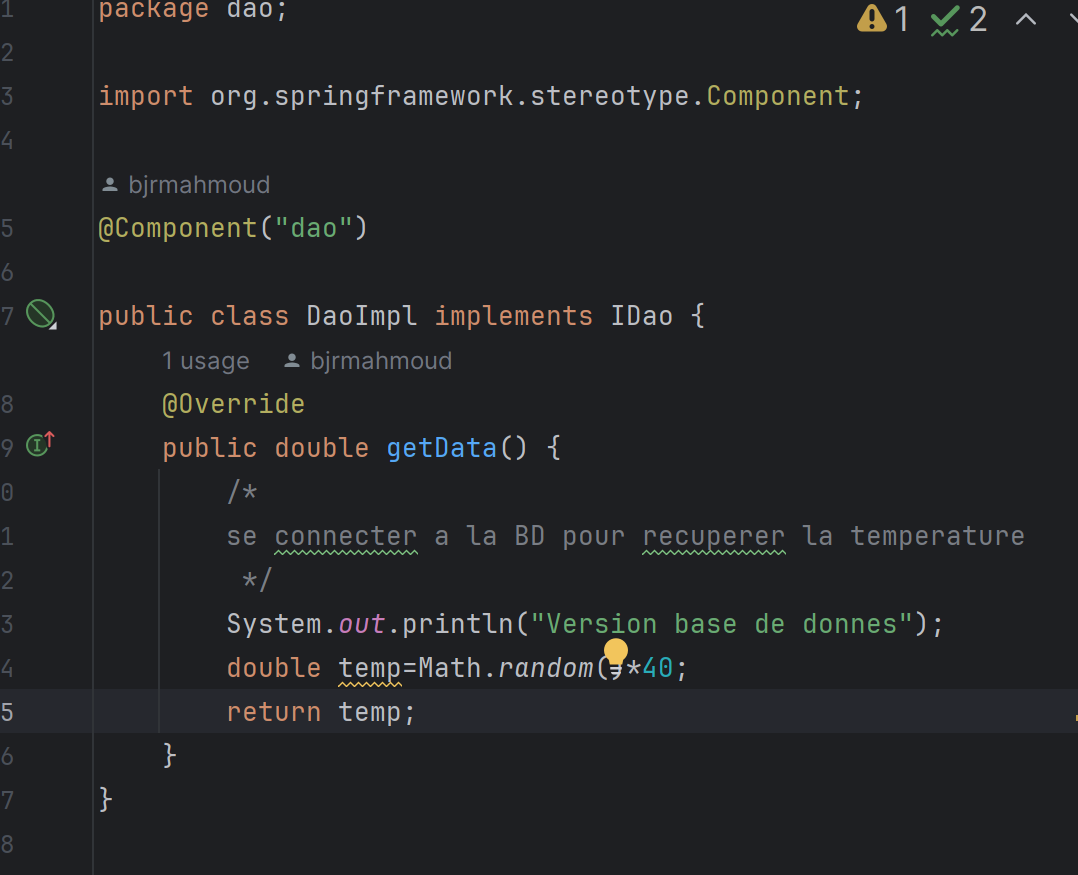 1 package dao; 1 2
2
3 import org.springframework.stereotype.Component;
4
bjrmahmoud
5 @Component("dao")
6
7 public class DaoImpl implements IDao {
1 usage bjrmahmoud
8 @Override
9 public double getData() {
0 /*
1 se connecter a la BD pour recuperer la temperature
2 */
3 System.out.println("Version base de donnes");
4 double temp=Math.random()*40;
5 return temp;
6 }
7 }
8